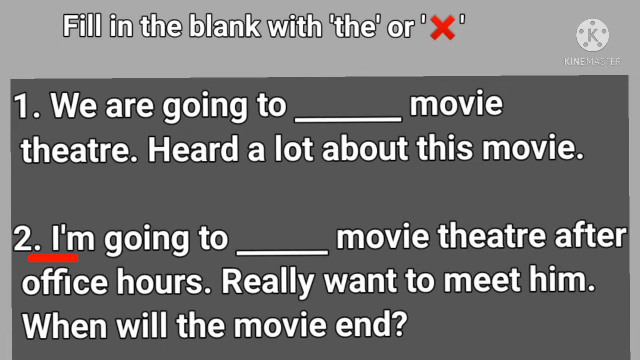 Fill in the blank with 'the' or '❌'
K
KINEMASTER
1. We are going to ______ movie
theatre. Heard a lot about this movie.
2. I'm going to _____ movie theatre after
office hours. Really want to meet him.
When will the movie end?